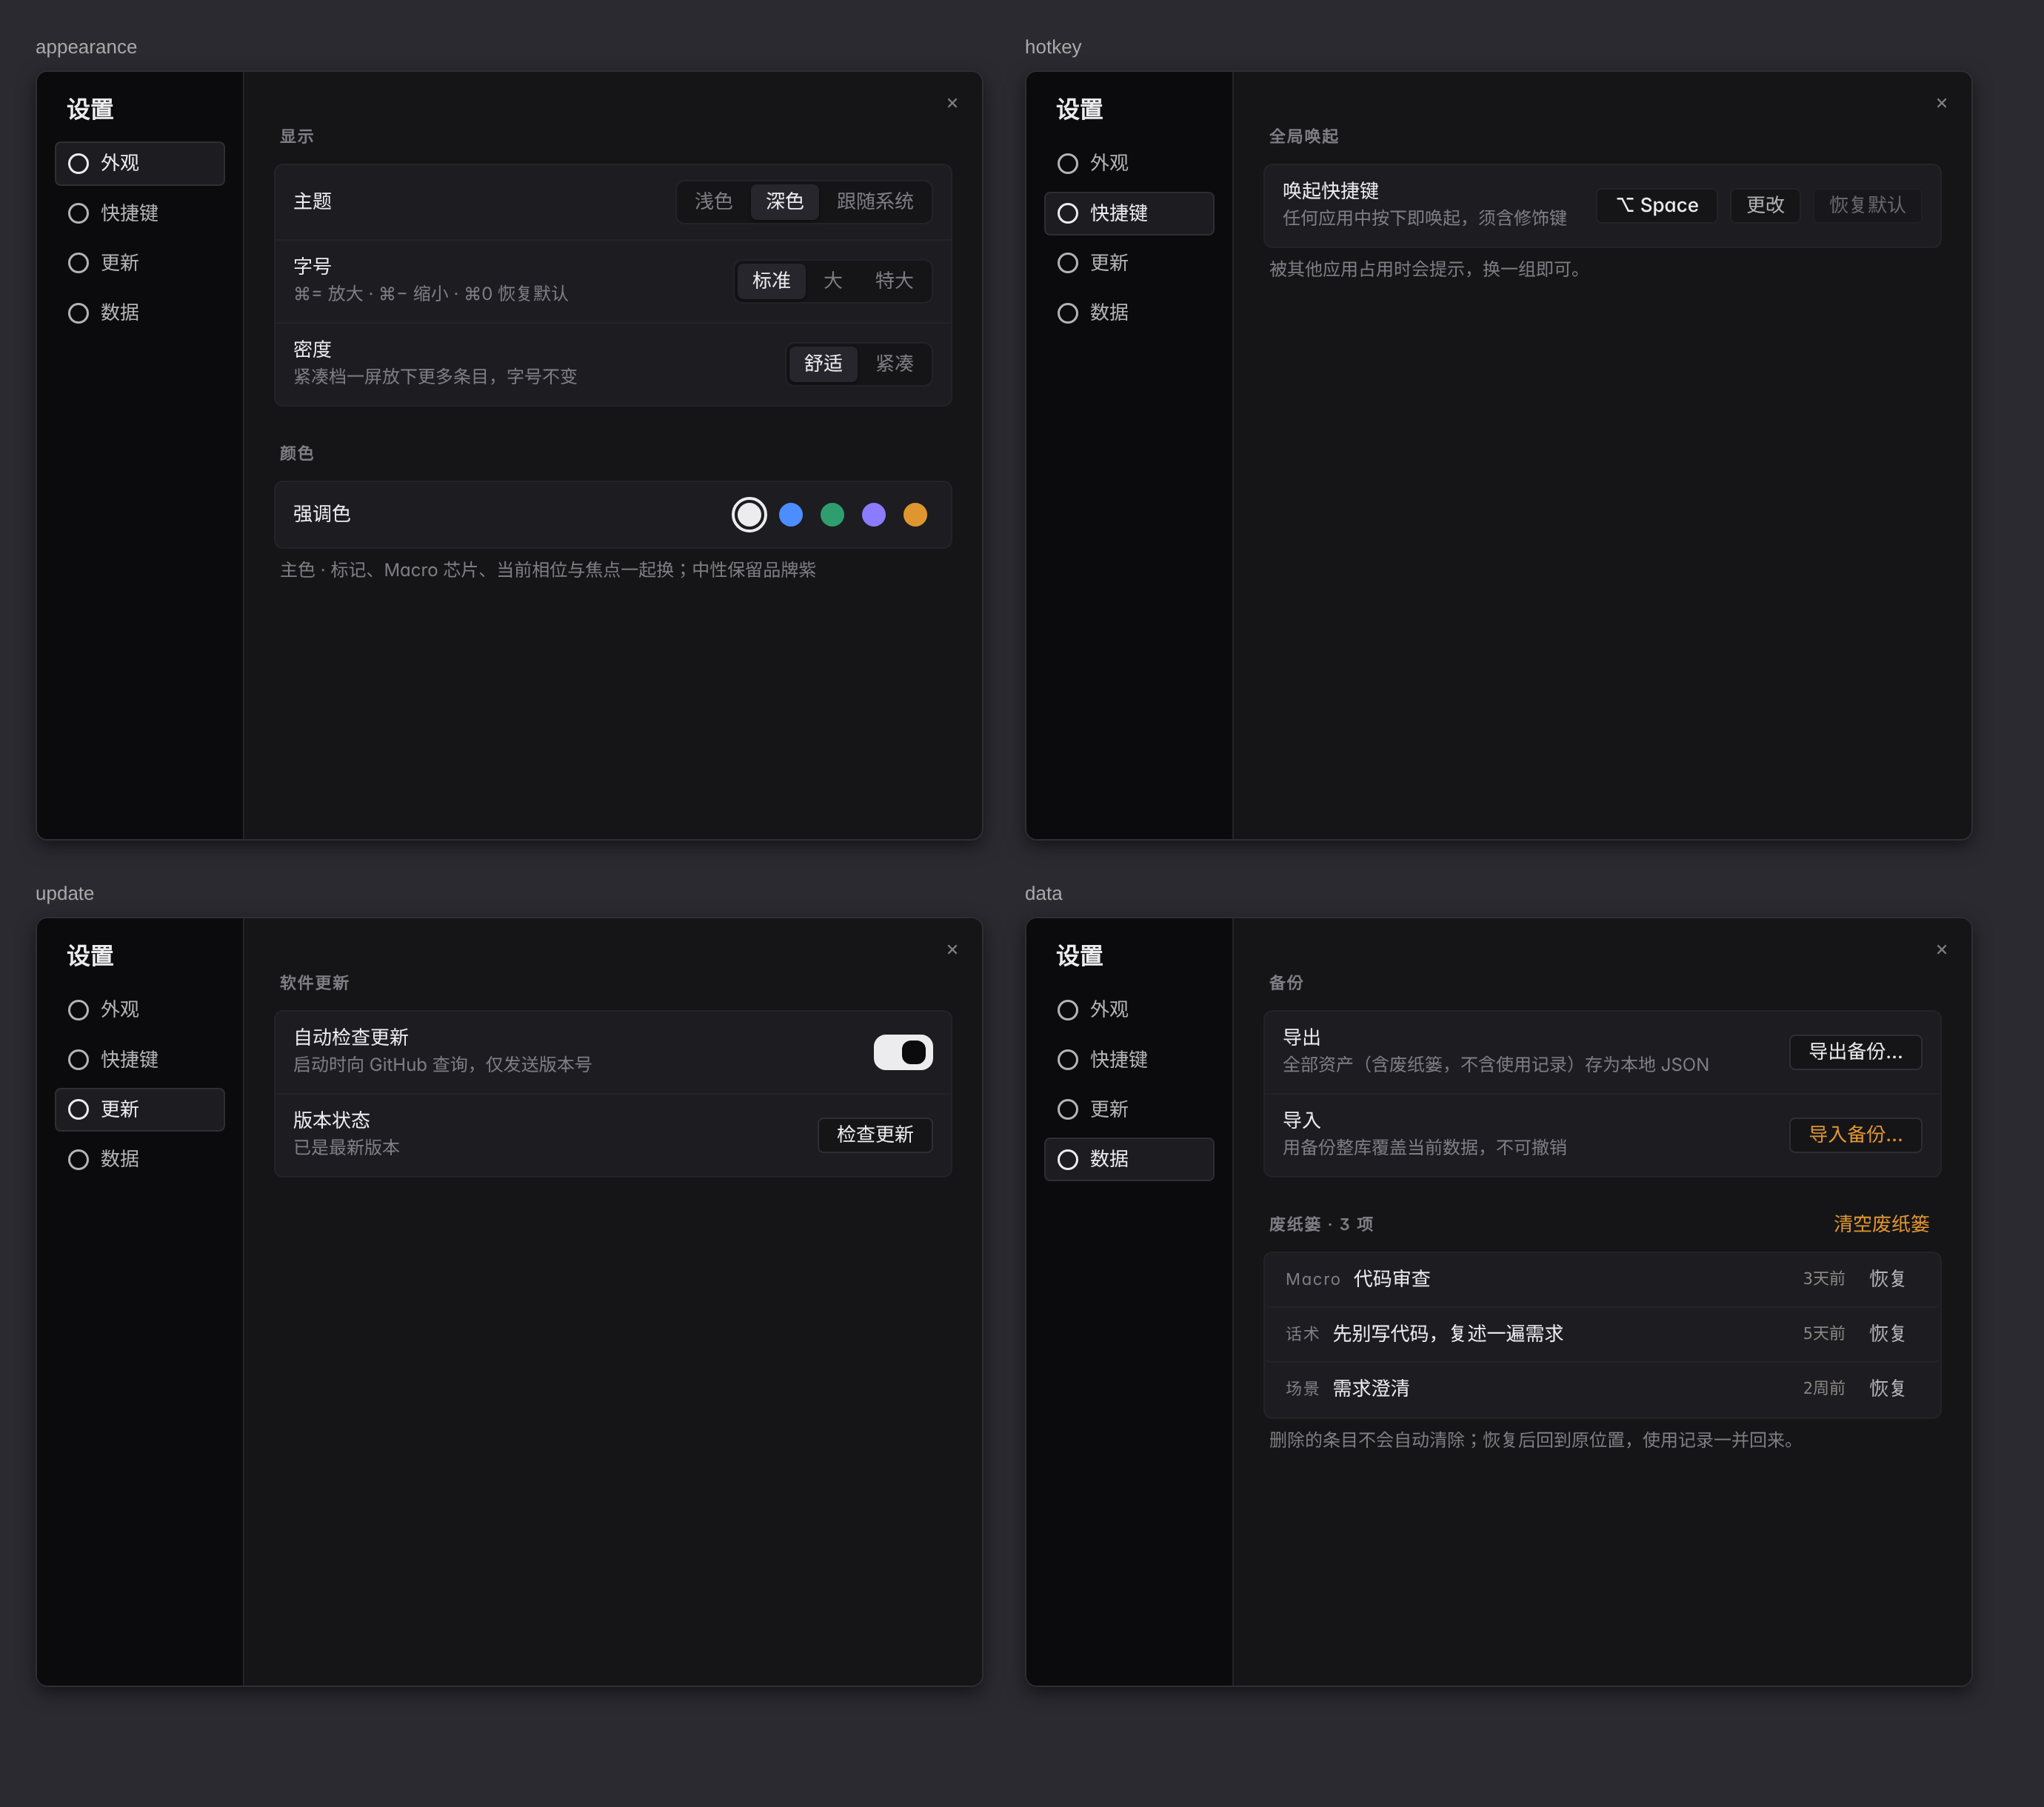 appearance
设置
外观
快捷键
更新
数据
×
显示
主题
浅色 深色 跟随系统
字号
⌘= 放大 · ⌘− 缩小 · ⌘0 恢复默认
标准 大 特大
密度
紧凑档一屏放下更多条目，字号不变
舒适 紧凑
颜色
强调色
主色 · 标记、Macro 芯片、当前相位与焦点一起换；中性保留品牌紫
hotkey
设置
外观
快捷键
更新
数据
×
全局唤起
唤起快捷键
任何应用中按下即唤起，须含修饰键
⌥ Space 更改 恢复默认
被其他应用占用时会提示，换一组即可。
update
设置
外观
快捷键
更新
数据
×
软件更新
自动检查更新
启动时向 GitHub 查询，仅发送版本号
版本状态
已是最新版本
检查更新
data
设置
外观
快捷键
更新
数据
×
备份
导出
全部资产（含废纸篓，不含使用记录）存为本地 JSON
导出备份…
导入
用备份整库覆盖当前数据，不可撤销
导入备份…
废纸篓 · 3 项 清空废纸篓
Macro 代码审查 3天前 恢复
话术 先别写代码，复述一遍需求 5天前 恢复
场景 需求澄清 2周前 恢复
删除的条目不会自动清除；恢复后回到原位置，使用记录一并回来。